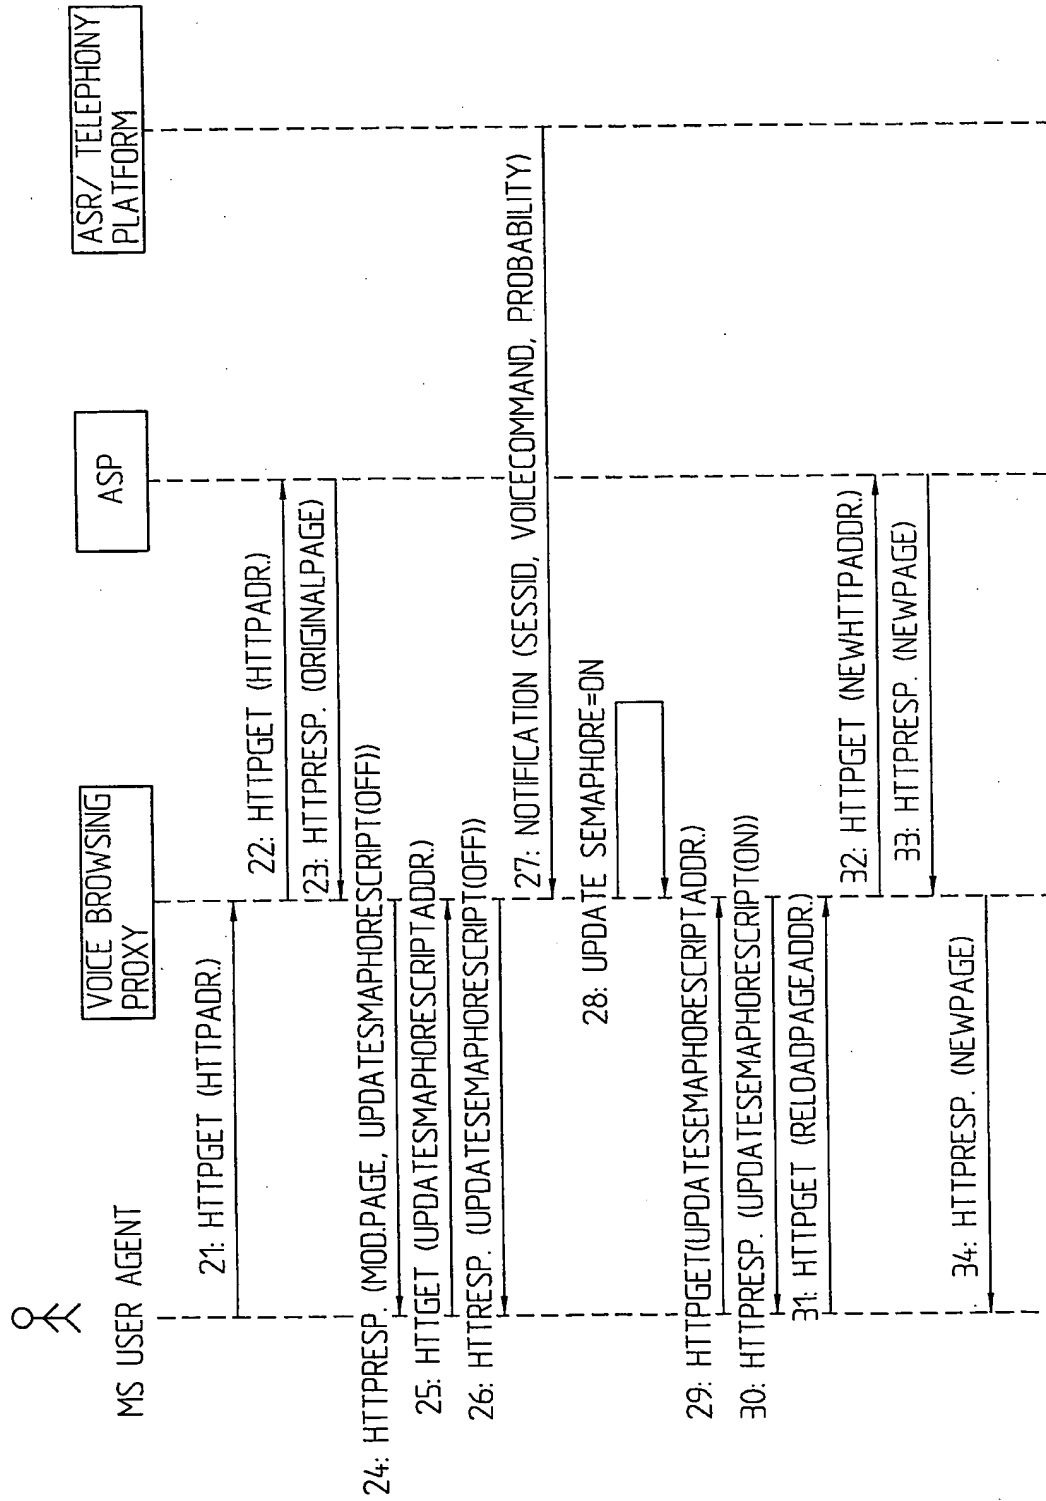 MS USER AGENT
VOICE BROWSING
PROXY
ASP
ASR/ TELEPHONY
PLATFORM
21: HTTPGET (HTTPADR.)
22: HTTPGET (HTTPADR.)
23: HTTPRESP. (ORIGINALPAGE)
24: HTTPRESP. (MOD.PAGE, UPDATESMAPHORESCRIPT(OFF))
25: HTTGET (UPDATESMAPHORESCRIPTADDR.)
26: HTTRESP. (UPDATESEMAPHORESCRIPT(OFF))
27: NOTIFICATION (SESSID, VOICECOMMAND, PROBABILITY)
28: UPDATE SEMAPHORE=ON
29: HTTPGET(UPDATESEMAPHORESCRIPTADDR.)
30: HTTPRESP. (UPDATESEMAPHORESCRIPT(ON))
31: HTTPGET (RELOADPAGEADDR.)
32: HTTPGET (NEWHTTPADDR.)
33: HTTPRESP. (NEWPAGE)
34: HTTPRESP. (NEWPAGE)